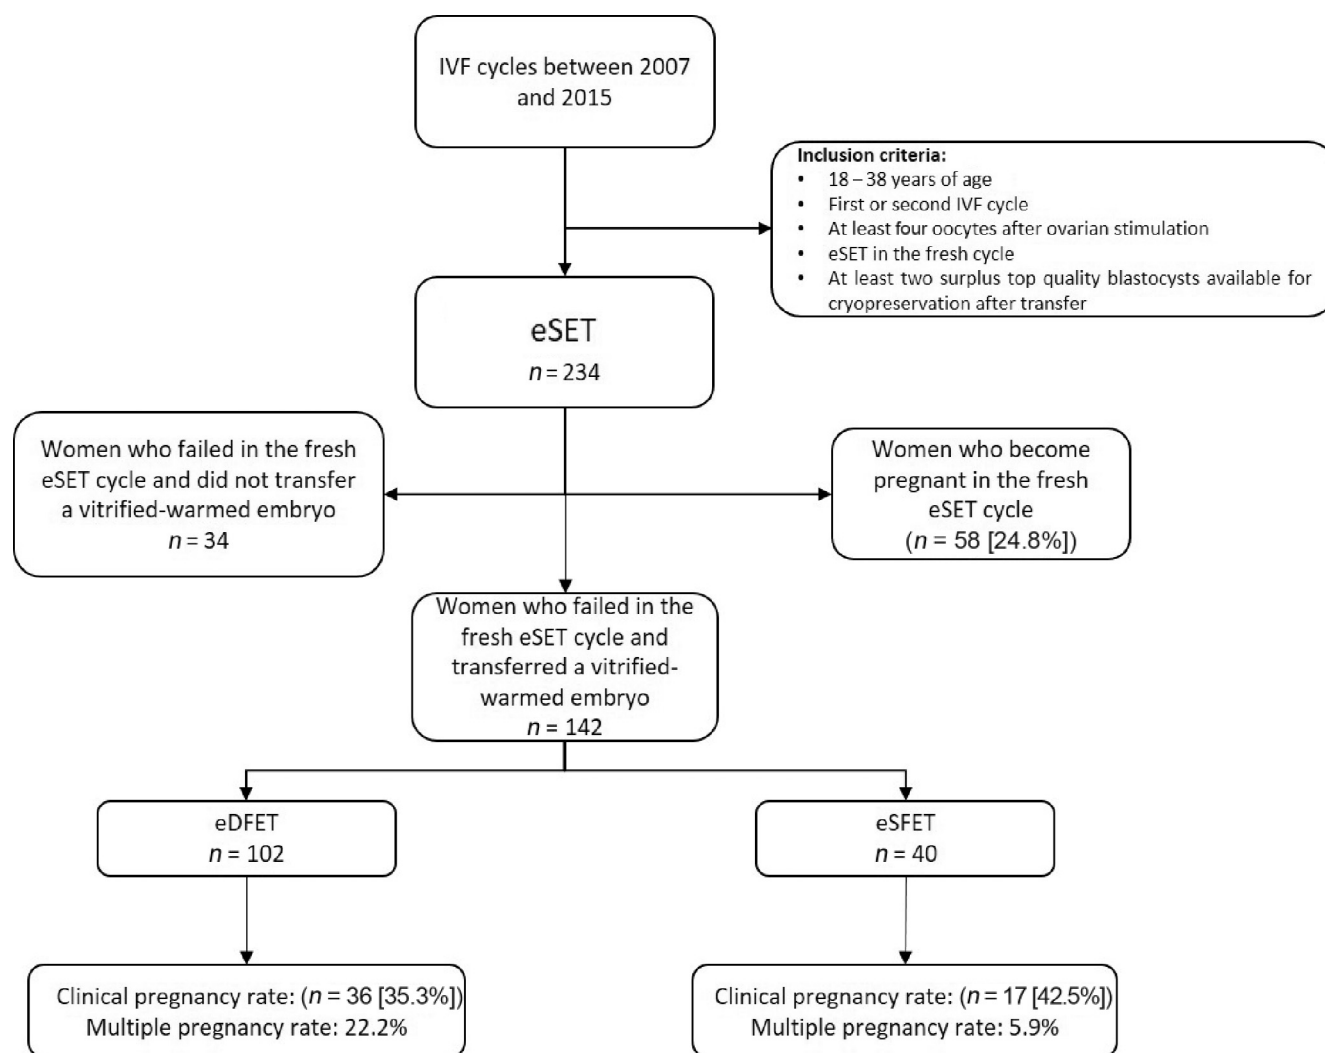 IVF cycles between 2007
and 2015
Inclusion criteria:
• 18 – 38 years of age
• First or second IVF cycle
• At least four oocytes after ovarian stimulation
• eSET in the fresh cycle
• At least two surplus top quality blastocysts available for
cryopreservation after transfer
eSET
n = 234
Women who failed in the fresh
eSET cycle and did not transfer
a vitrified-warmed embryo
n = 34
Women who become
pregnant in the fresh
eSET cycle
(n = 58 [24.8%])
Women who failed in the
fresh eSET cycle and
transferred a vitrified-
warmed embryo
n = 142
eDFET
n = 102
eSFET
n = 40
Clinical pregnancy rate: (n = 36 [35.3%])
Multiple pregnancy rate: 22.2%
Clinical pregnancy rate: (n = 17 [42.5%])
Multiple pregnancy rate: 5.9%